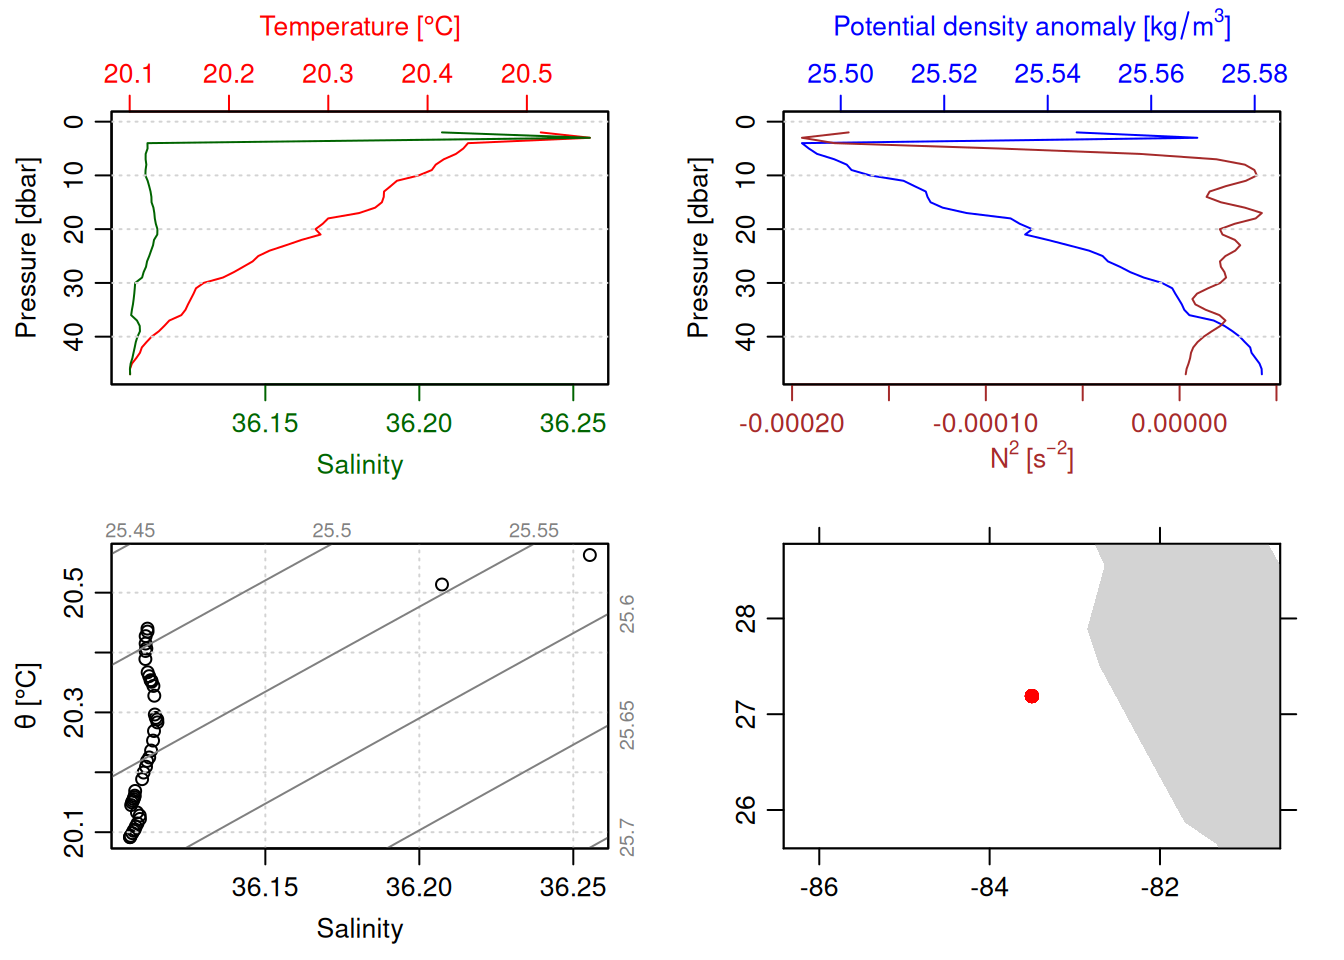 Temperature [°C]
20.1 20.2 20.3 20.4 20.5
Pressure [dbar]
0
10
20
30
40
36.15 36.20 36.25
Salinity
Potential density anomaly [kg/m³]
25.50 25.52 25.54 25.56 25.58
Pressure [dbar]
0
10
20
30
40
-0.00020 -0.00010 0.00000
N² [s⁻²]
25.45 25.5 25.55
θ [°C]
20.5
20.3
20.1
25.6
25.65
25.7
36.15 36.20 36.25
Salinity
28
27
26
-86 -84 -82